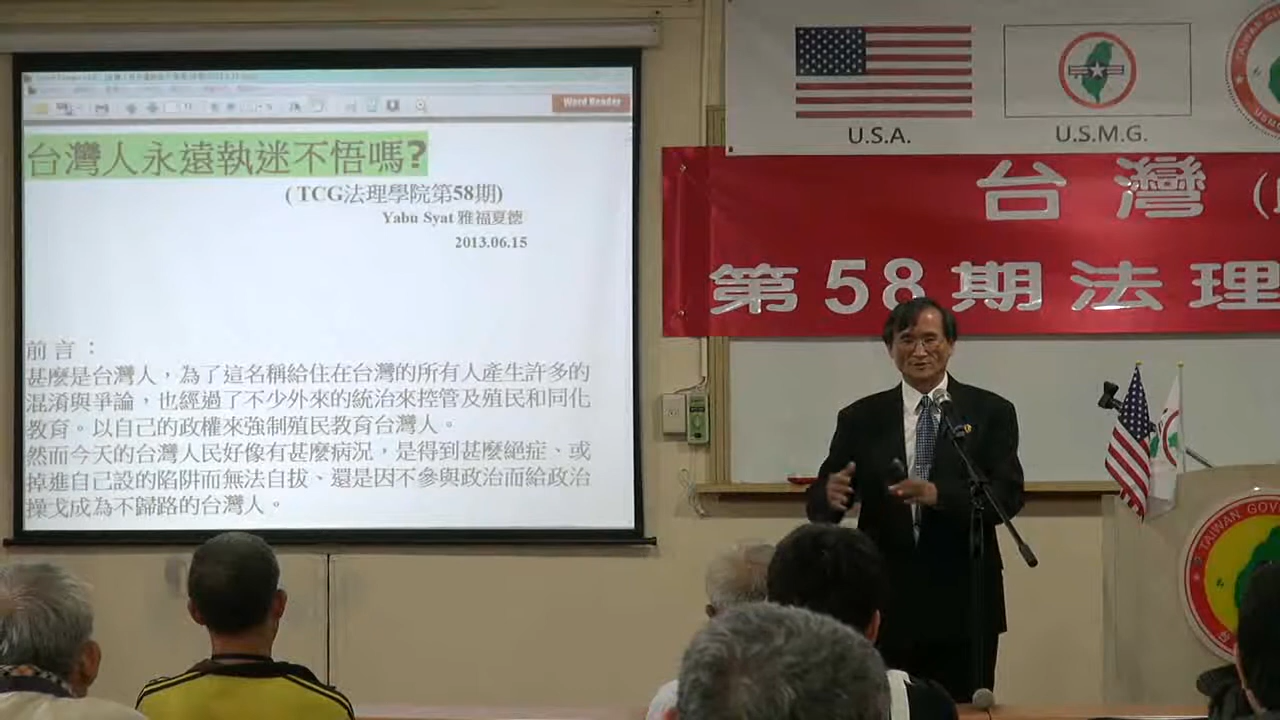 Word Reader
台灣人永遠執迷不悟嗎?
( TCG法理學院第58期)
Yabu Syat 雅福夏德
2013.06.15
前言：
甚麼是台灣人，為了這名稱給住在台灣的所有人產生許多的
混淆與爭論，也經過了不少外來的統治來控管及殖民和同化
教育。以自己的政權來強制殖民教育台灣人。
然而今天的台灣人民好像有甚麼病況，是得到甚麼絕症、或
掉進自己設的陷阱而無法自拔、還是因不參與政治而給政治
操戈成為不歸路的台灣人。
U.S.A.
U.S.M.G.
台灣
第58期法理
TAIWAN GOV